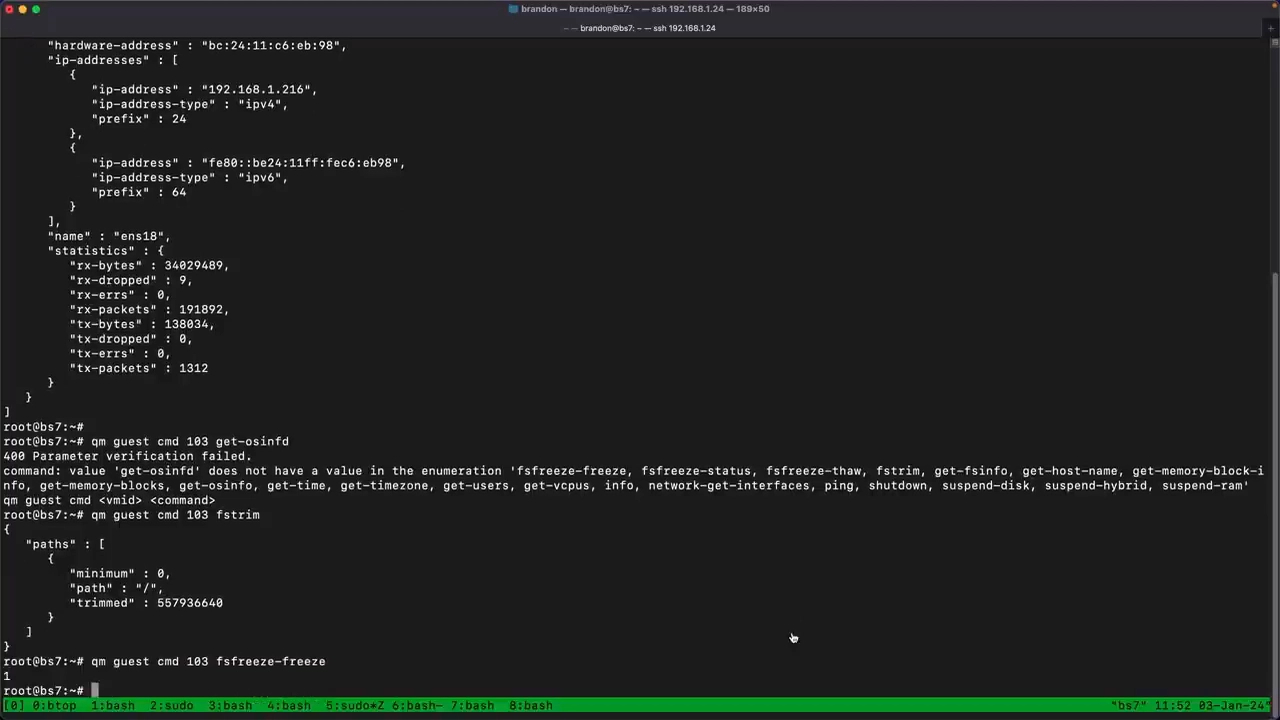 brandon — brandon@bs7: ~ — ssh 192.168.1.24 — 189×50
— — brandon@bs7: ~ — ssh 192.168.1.24
"hardware-address" : "bc:24:11:c6:eb:98",
"ip-addresses" : [
{
"ip-address" : "192.168.1.216",
"ip-address-type" : "ipv4",
"prefix" : 24
},
{
"ip-address" : "fe80::be24:11ff:fec6:eb98",
"ip-address-type" : "ipv6",
"prefix" : 64
}
],
"name" : "ens18",
"statistics" : {
"rx-bytes" : 34029489,
"rx-dropped" : 9,
"rx-errs" : 0,
"rx-packets" : 191892,
"tx-bytes" : 138034,
"tx-dropped" : 0,
"tx-errs" : 0,
"tx-packets" : 1312
}
}
]
root@bs7:~#
root@bs7:~# qm guest cmd 103 get-osinfd
400 Parameter verification failed.
command: value 'get-osinfd' does not have a value in the enumeration 'fsfreeze-freeze, fsfreeze-status, fsfreeze-thaw, fstrim, get-fsinfo, get-host-name, get-memory-block-i
nfo, get-memory-blocks, get-osinfo, get-time, get-timezone, get-users, get-vcpus, info, network-get-interfaces, ping, shutdown, suspend-disk, suspend-hybrid, suspend-ram'
qm guest cmd <vmid> <command>
root@bs7:~# qm guest cmd 103 fstrim
{
"paths" : [
{
"minimum" : 0,
"path" : "/",
"trimmed" : 557936640
}
]
}
root@bs7:~# qm guest cmd 103 fsfreeze-freeze
1
root@bs7:~#
[0] 0:btop 1:bash 2:sudo 3:bash 4:bash 5:sudo*Z 6:bash- 7:bash 8:bash "bs7" 11:52 03-Jan-24